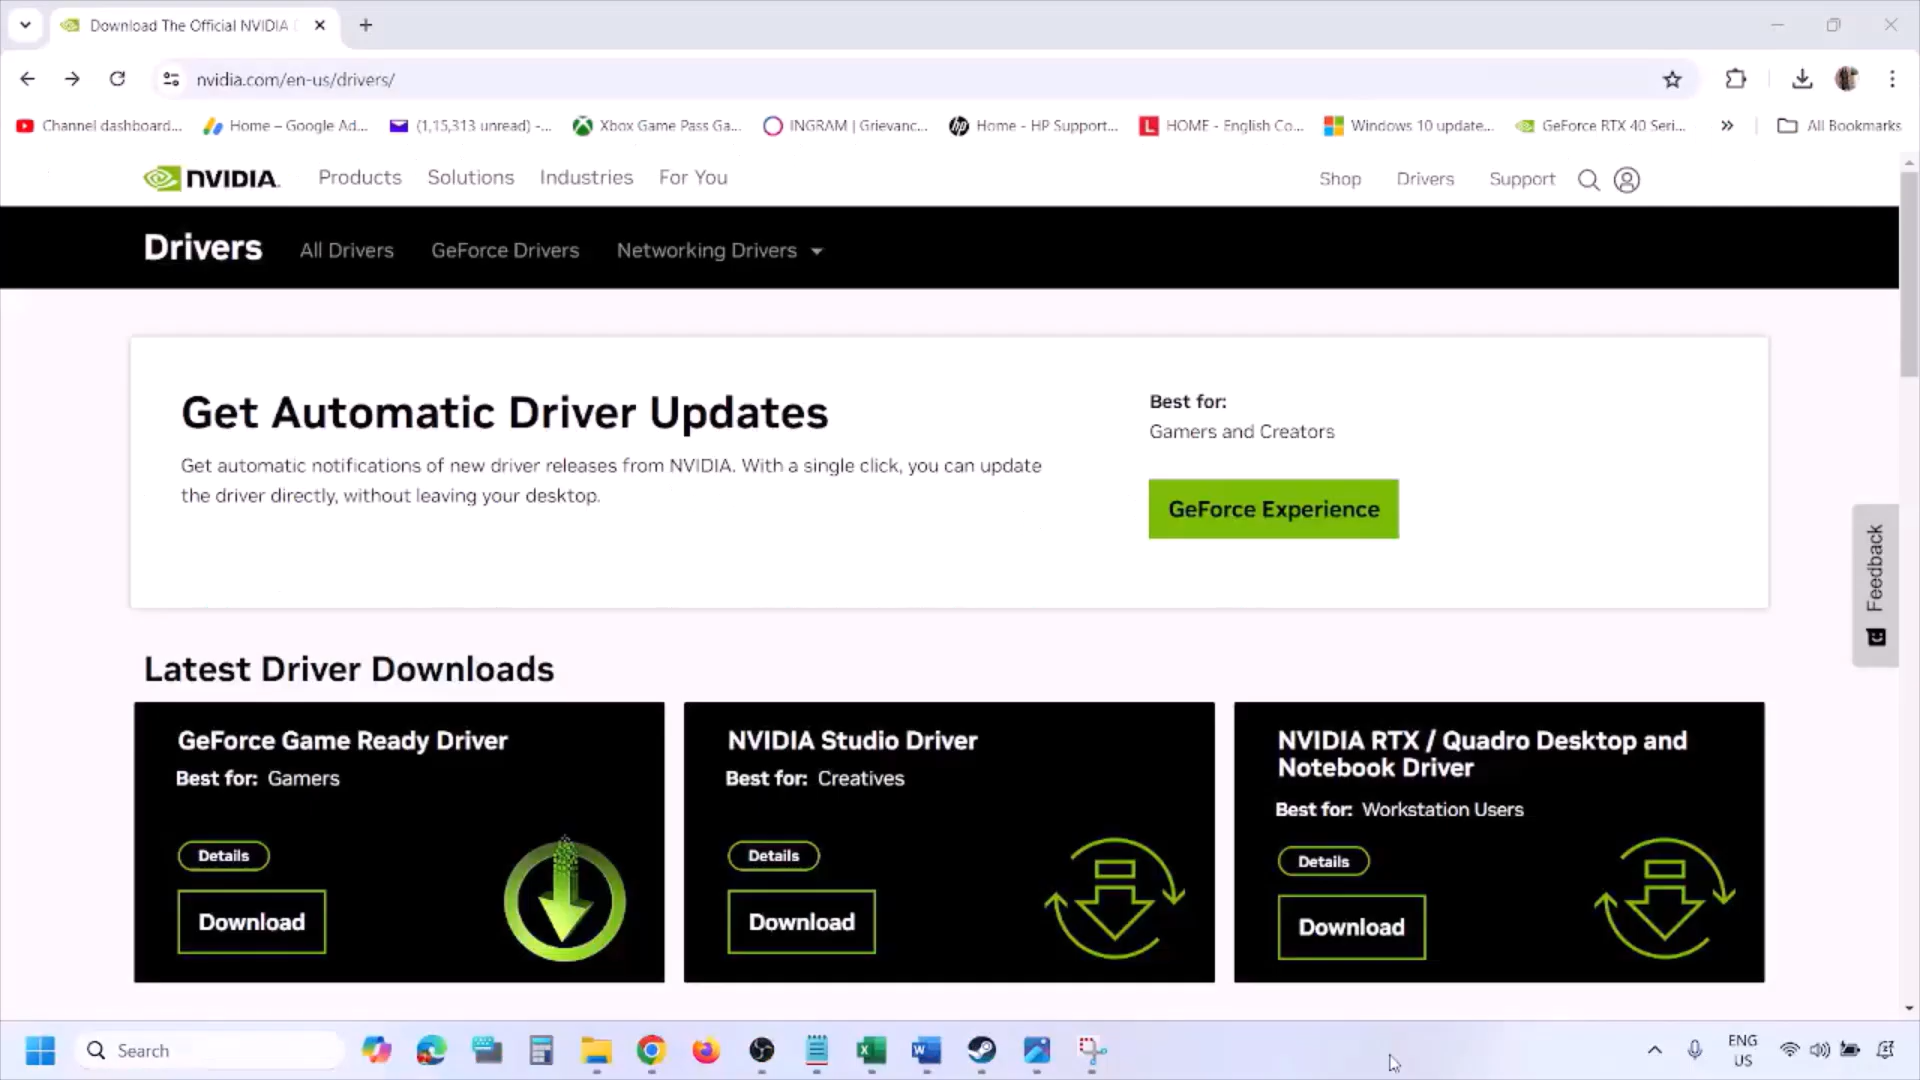 Download The Official NVIDIA
nvidia.com/en-us/drivers/
Channel dashboard...
Home – Google Ad...
(1,15,313 unread) -...
Xbox Game Pass Ga...
INGRAM | Grievanc...
Home - HP Support...
HOME - English Co...
Windows 10 update...
GeForce RTX 40 Seri...
All Bookmarks
NVIDIA.
Products
Solutions
Industries
For You
Shop
Drivers
Support
Drivers
All Drivers
GeForce Drivers
Networking Drivers
Get Automatic Driver Updates
Get automatic notifications of new driver releases from NVIDIA. With a single click, you can update
the driver directly, without leaving your desktop.
Best for:
Gamers and Creators
GeForce Experience
Feedback
Latest Driver Downloads
GeForce Game Ready Driver
Best for: Gamers
Details
Download
NVIDIA Studio Driver
Best for: Creatives
Details
Download
NVIDIA RTX / Quadro Desktop and
Notebook Driver
Best for: Workstation Users
Details
Download
Search
ENG
US